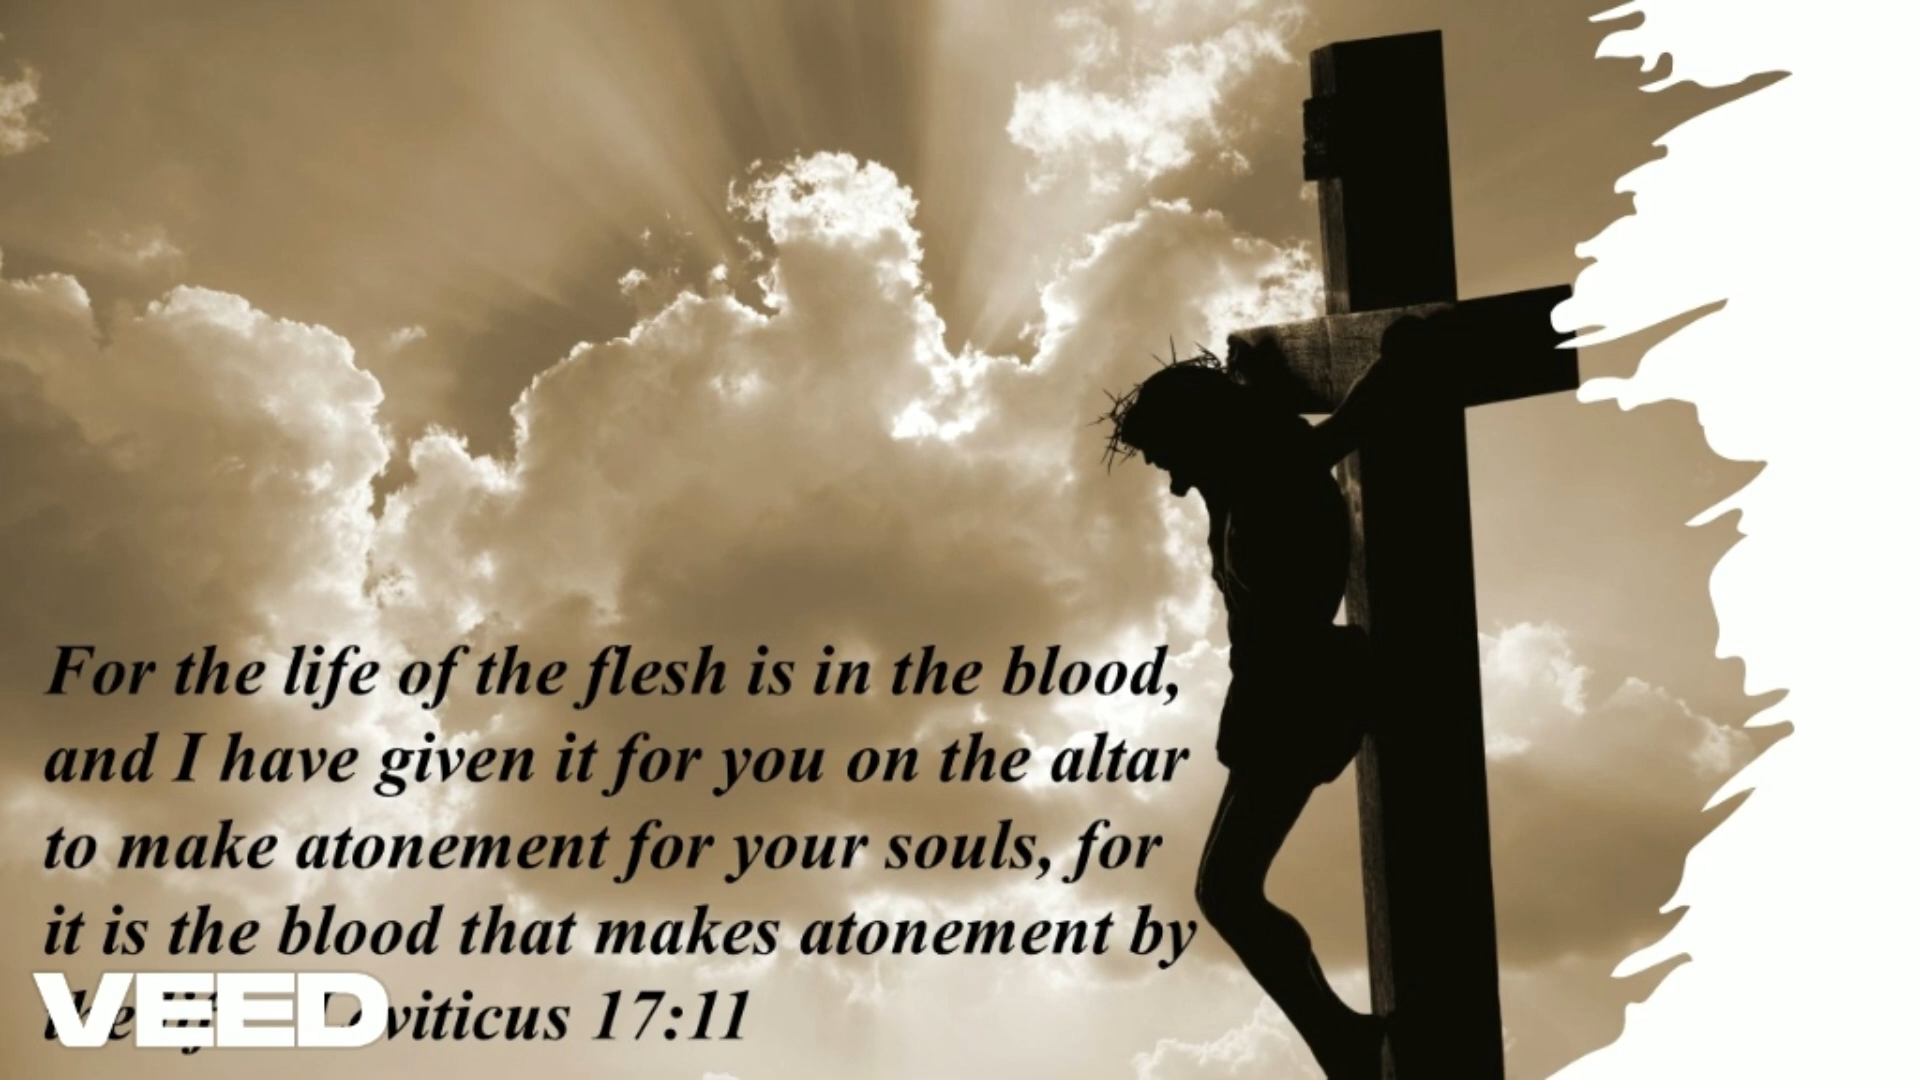 For the life of the flesh is in the blood,
and I have given it for you on the altar
to make atonement for your souls, for
it is the blood that makes atonement by
17:11
VEED